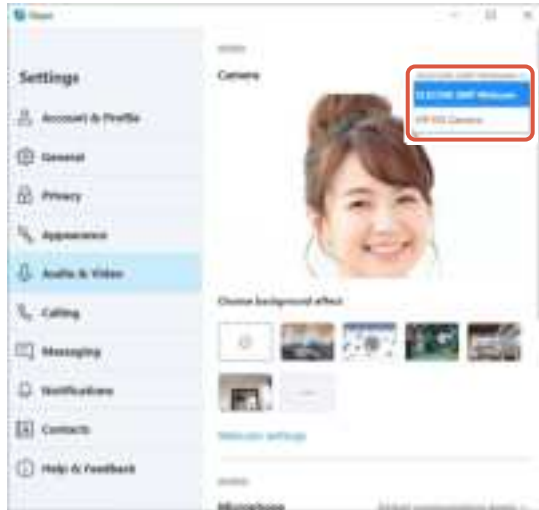 Skype
Settings
Camera
Account & Profile
General
Privacy
Appearance
Audio & Video
Choose background effect
Calling
Messaging
Notifications
Contacts
Webcam settings
Help & Feedback
Microphone